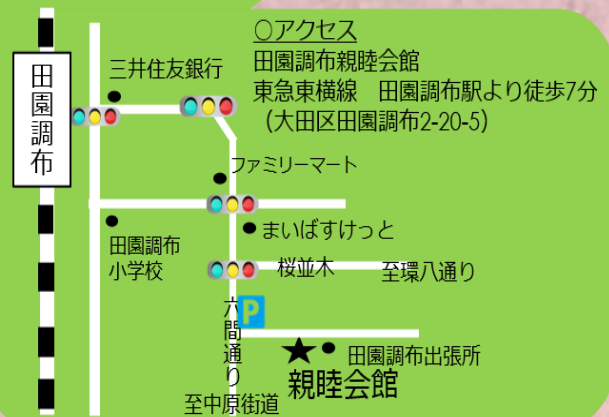 ○アクセス
田園調布親睦会館
東急東横線　田園調布駅より徒歩7分
（大田区田園調布2-20-5）
田園調布
三井住友銀行
ファミリーマート
まいばすけっと
田園調布
小学校
桜並木
至環八通り
P
六間通り
田園調布出張所
親睦会館
至中原街道